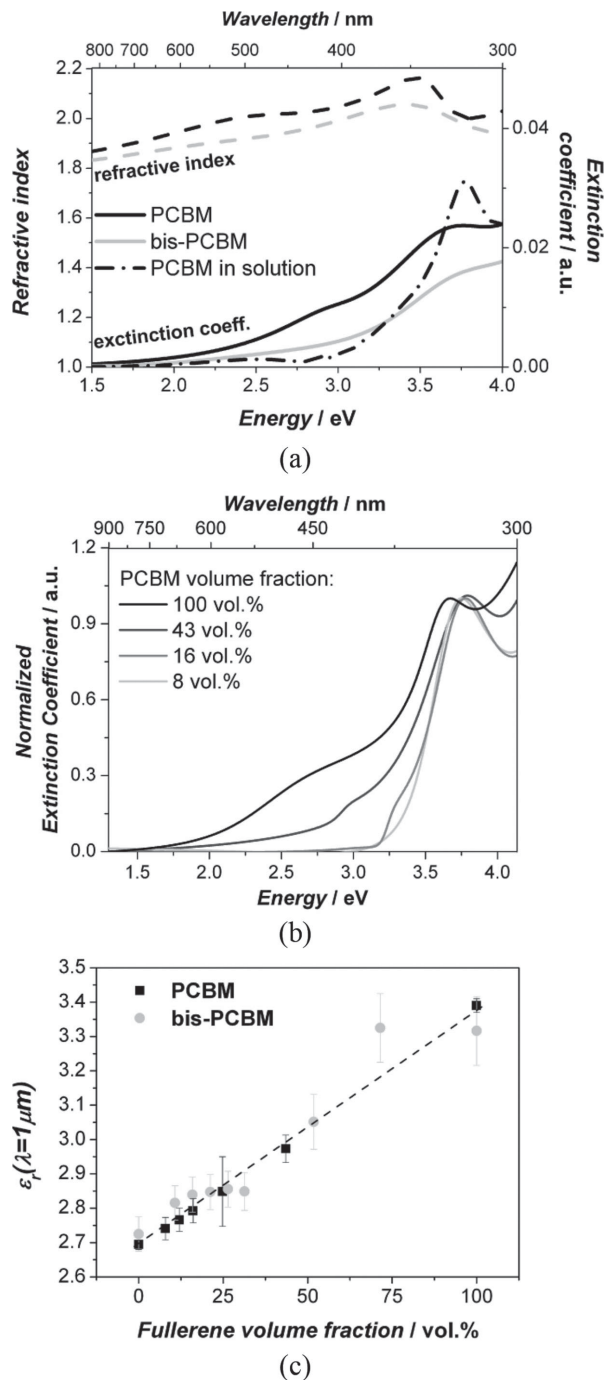 Wavelength / nm
800 700 600 500 400 300
2.2
2.0
1.8
1.6
1.4
1.2
1.0
Refractive index
0.04
0.02
0.00
Extinction
coefficient / a.u.
refractive index
PCBM
bis-PCBM
PCBM in solution
exctinction coeff.
1.5 2.0 2.5 3.0 3.5 4.0
Energy / eV
(a)
Wavelength / nm
900 750 600 450 300
1.2
0.9
0.6
0.3
0.0
Normalized
Extinction Coefficient / a.u.
PCBM volume fraction:
100 vol.%
43 vol.%
16 vol.%
8 vol.%
1.5 2.0 2.5 3.0 3.5 4.0
Energy / eV
(b)
3.5
3.4
3.3
3.2
3.1
3.0
2.9
2.8
2.7
2.6
εr(λ=1μm)
PCBM
bis-PCBM
0 25 50 75 100
Fullerene volume fraction / vol.%
(c)